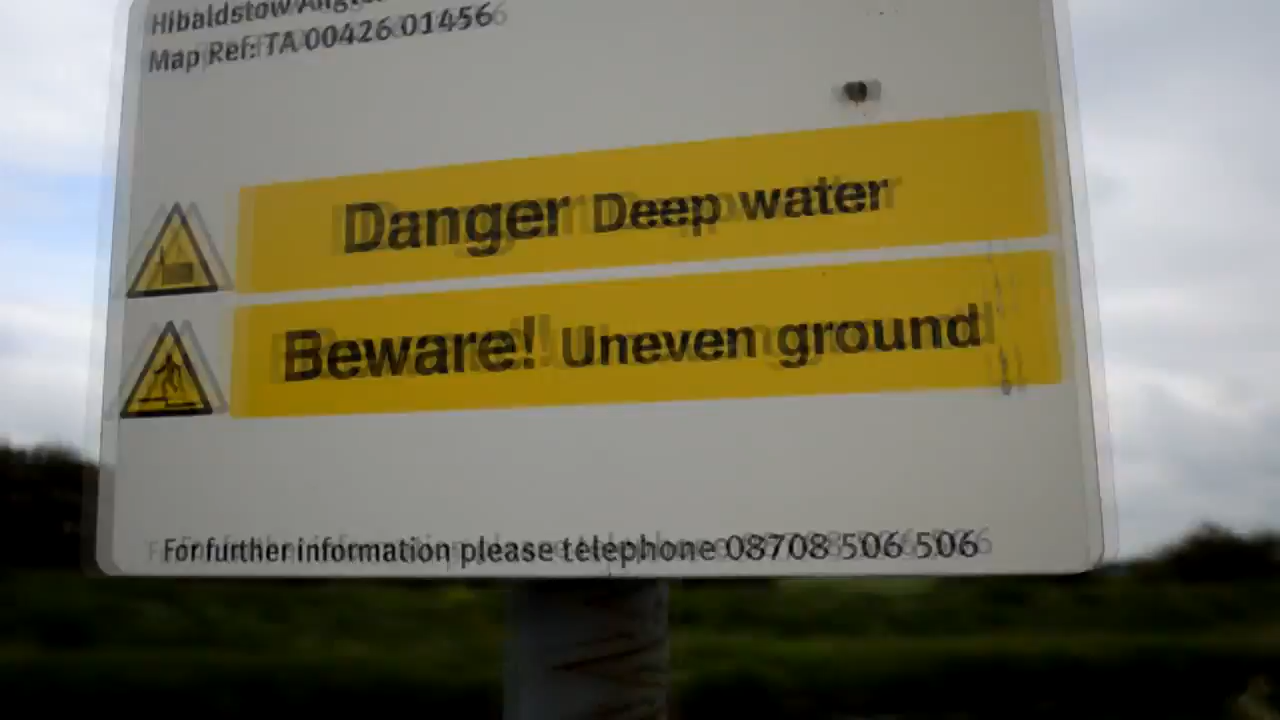 Hibaldstow
Map Ref: TA 00426 01456
Danger Deep water
Beware! Uneven ground
For further information please telephone 08708 506 506